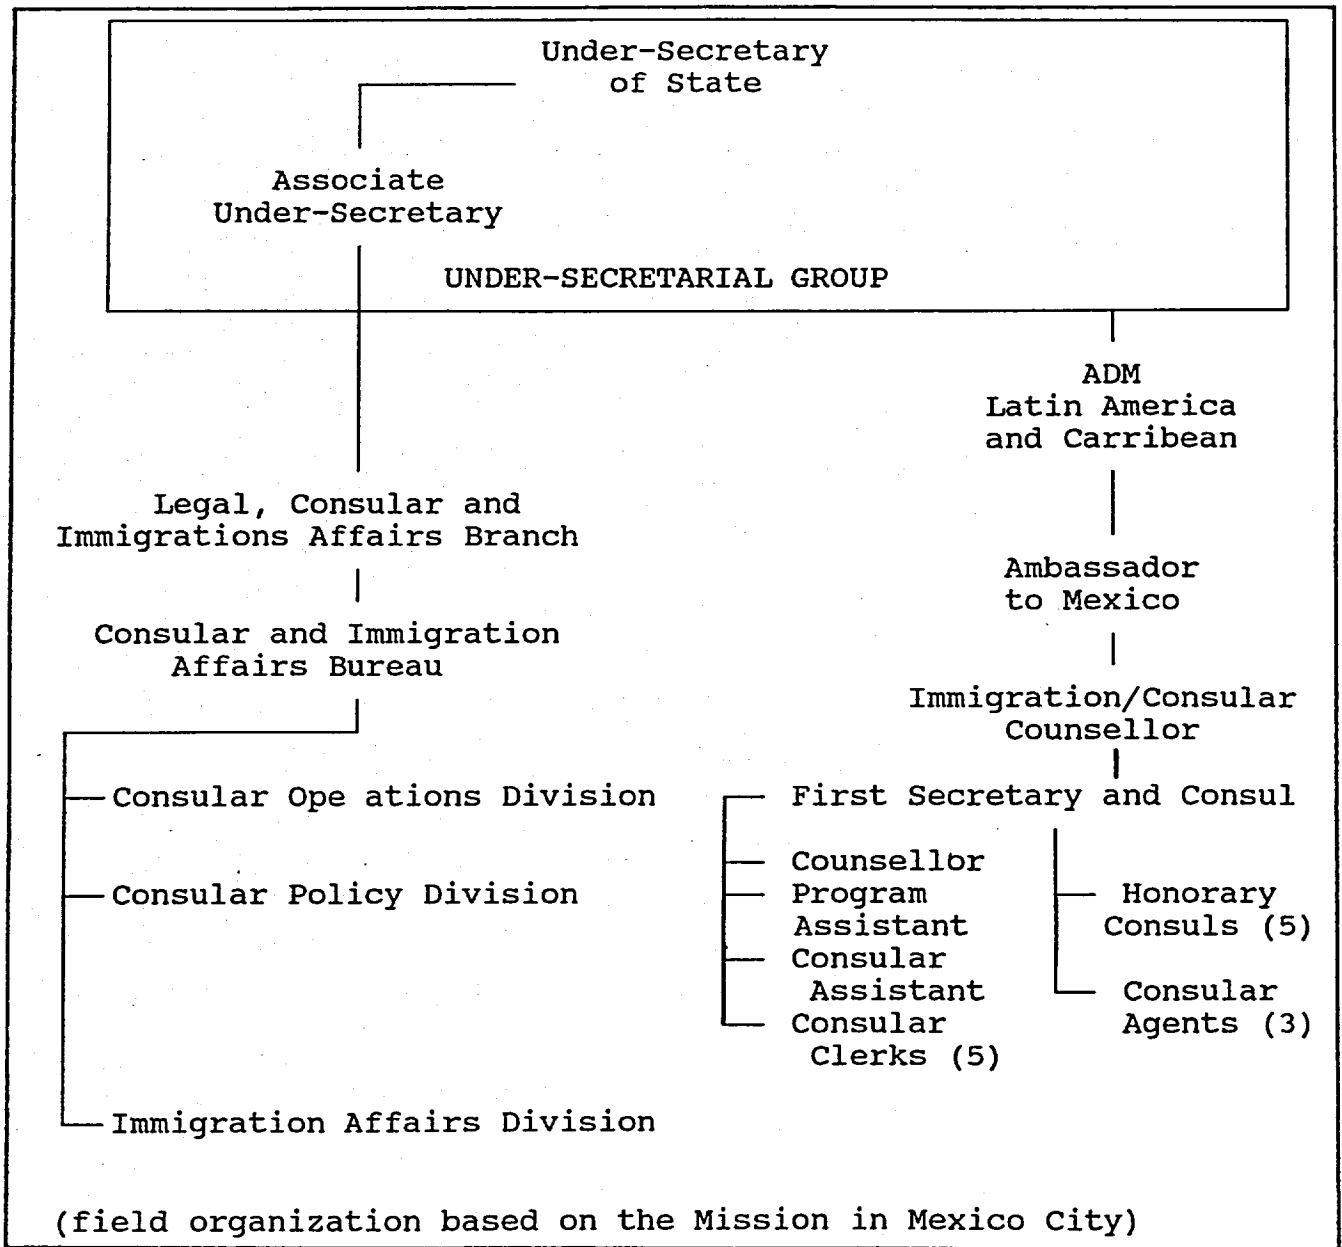 Under-Secretary
of State
Associate
Under-Secretary
UNDER-SECRETARIAL GROUP
ADM
Latin America
and Carribean
Legal, Consular and
Immigrations Affairs Branch
Ambassador
to Mexico
Consular and Immigration
Affairs Bureau
Immigration/Consular
Counsellor
Consular Ope ations Division
Consular Policy Division
Immigration Affairs Division
First Secretary and Consul
Counsellor
Program
Assistant
Consular
Assistant
Consular
Clerks (5)
Honorary
Consuls (5)
Consular
Agents (3)
(field organization based on the Mission in Mexico City)